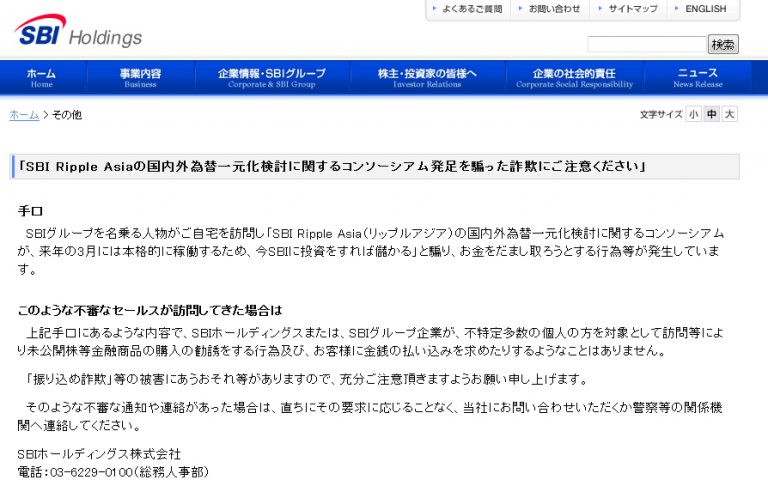 よくあるご質問 お問い合わせ サイトマップ ENGLISH
SBI Holdings
検索
ホーム 事業内容 企業情報・SBIグループ 株主・投資家の皆様へ 企業の社会的責任 ニュース
Home Business Corporate & SBI Group Investor Relations Corporate Social Responsibility News Release
ホーム > その他 文字サイズ 小 中 大
「SBI Ripple Asiaの国内外為替一元化検討に関するコンソーシアム発足を騙った詐欺にご注意ください」
手口
SBIグループを名乗る人物がご自宅を訪問し「SBI Ripple Asia(リップルアジア)の国内外為替一元化検討に関するコンソーシアム
が、来年の3月には本格的に稼働するため、今SBIに投資をすれば儲かる」と騙り、お金をだまし取ろうとする行為等が発生していま
す。
このような不審なセールスが訪問してきた場合は
上記手口にあるような内容で、SBIホールディングスまたは、SBIグループ企業が、不特定多数の個人の方を対象として訪問等によ
り未公開株等金融商品の購入の勧誘をする行為及び、お客様に金銭の払い込みを求めたりするようなことはありません。
「振り込め詐欺」等の被害にあうおそれ等がありますので、充分ご注意頂きますようお願い申し上げます。
そのような不審な通知や連絡があった場合は、直ちにその要求に応じることなく、当社にお問い合わせいただくか警察等の関係機
関へ連絡してください。
SBIホールディングス株式会社
電話:03-6229-0100(総務人事部)